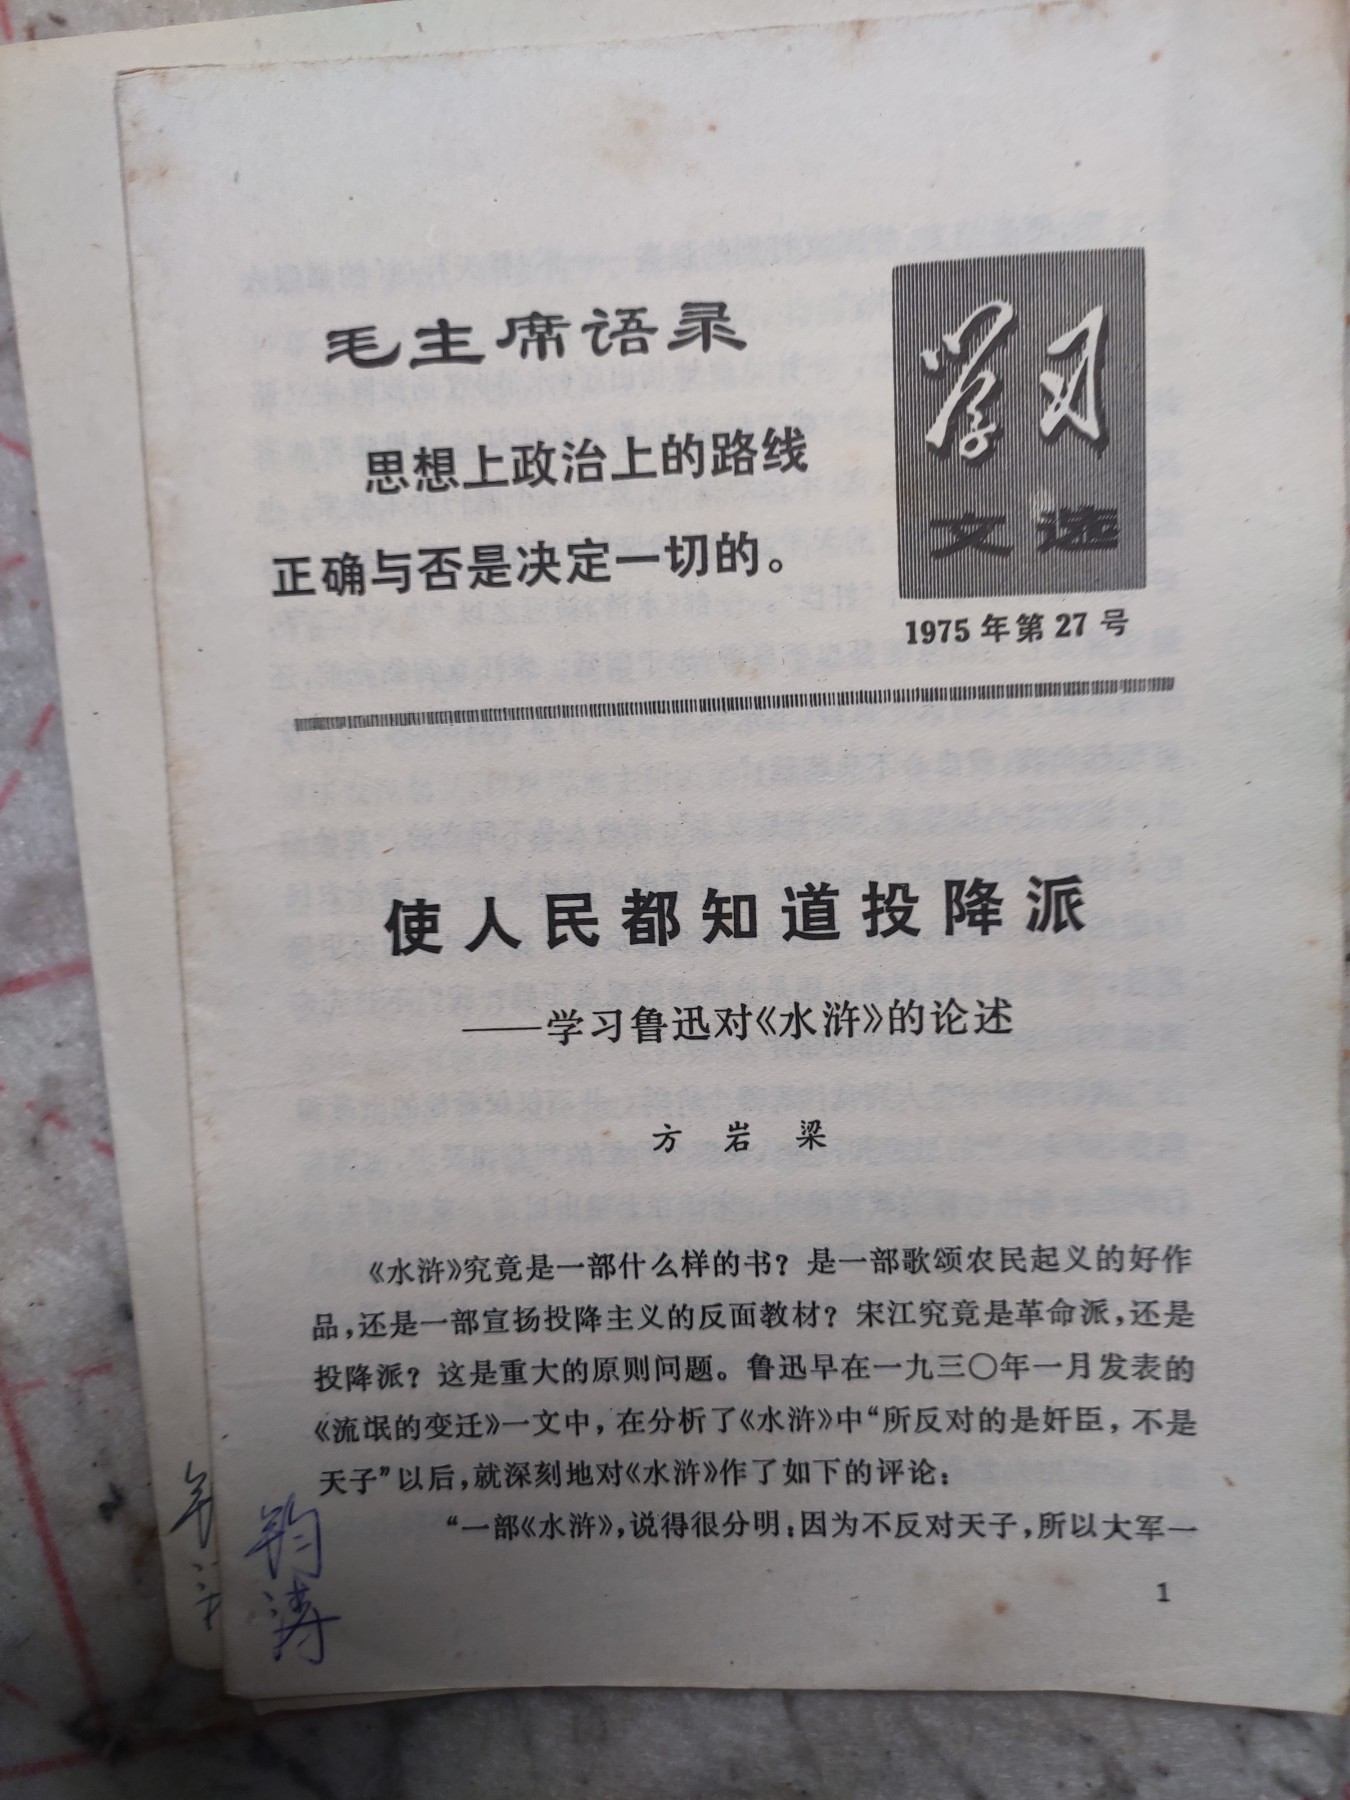 毛主席语录
思想上政治上的路线
正确与否是决定一切的。
学习
文选
1975年第27号
使人民都知道投降派
——学习鲁迅对《水浒》的论述
方岩梁
《水浒》究竟是一部什么样的书？是一部歌颂农民起义的好作
品，还是一部宣扬投降主义的反面教材？宋江究竟是革命派，还是
投降派？这是重大的原则问题。鲁迅早在一九三〇年一月发表的
《流氓的变迁》一文中，在分析了《水浒》中“所反对的是奸臣，不是
天子”以后，就深刻地对《水浒》作了如下的评论：
“一部《水浒》，说得很分明：因为不反对天子，所以大军一
1
钧
涛